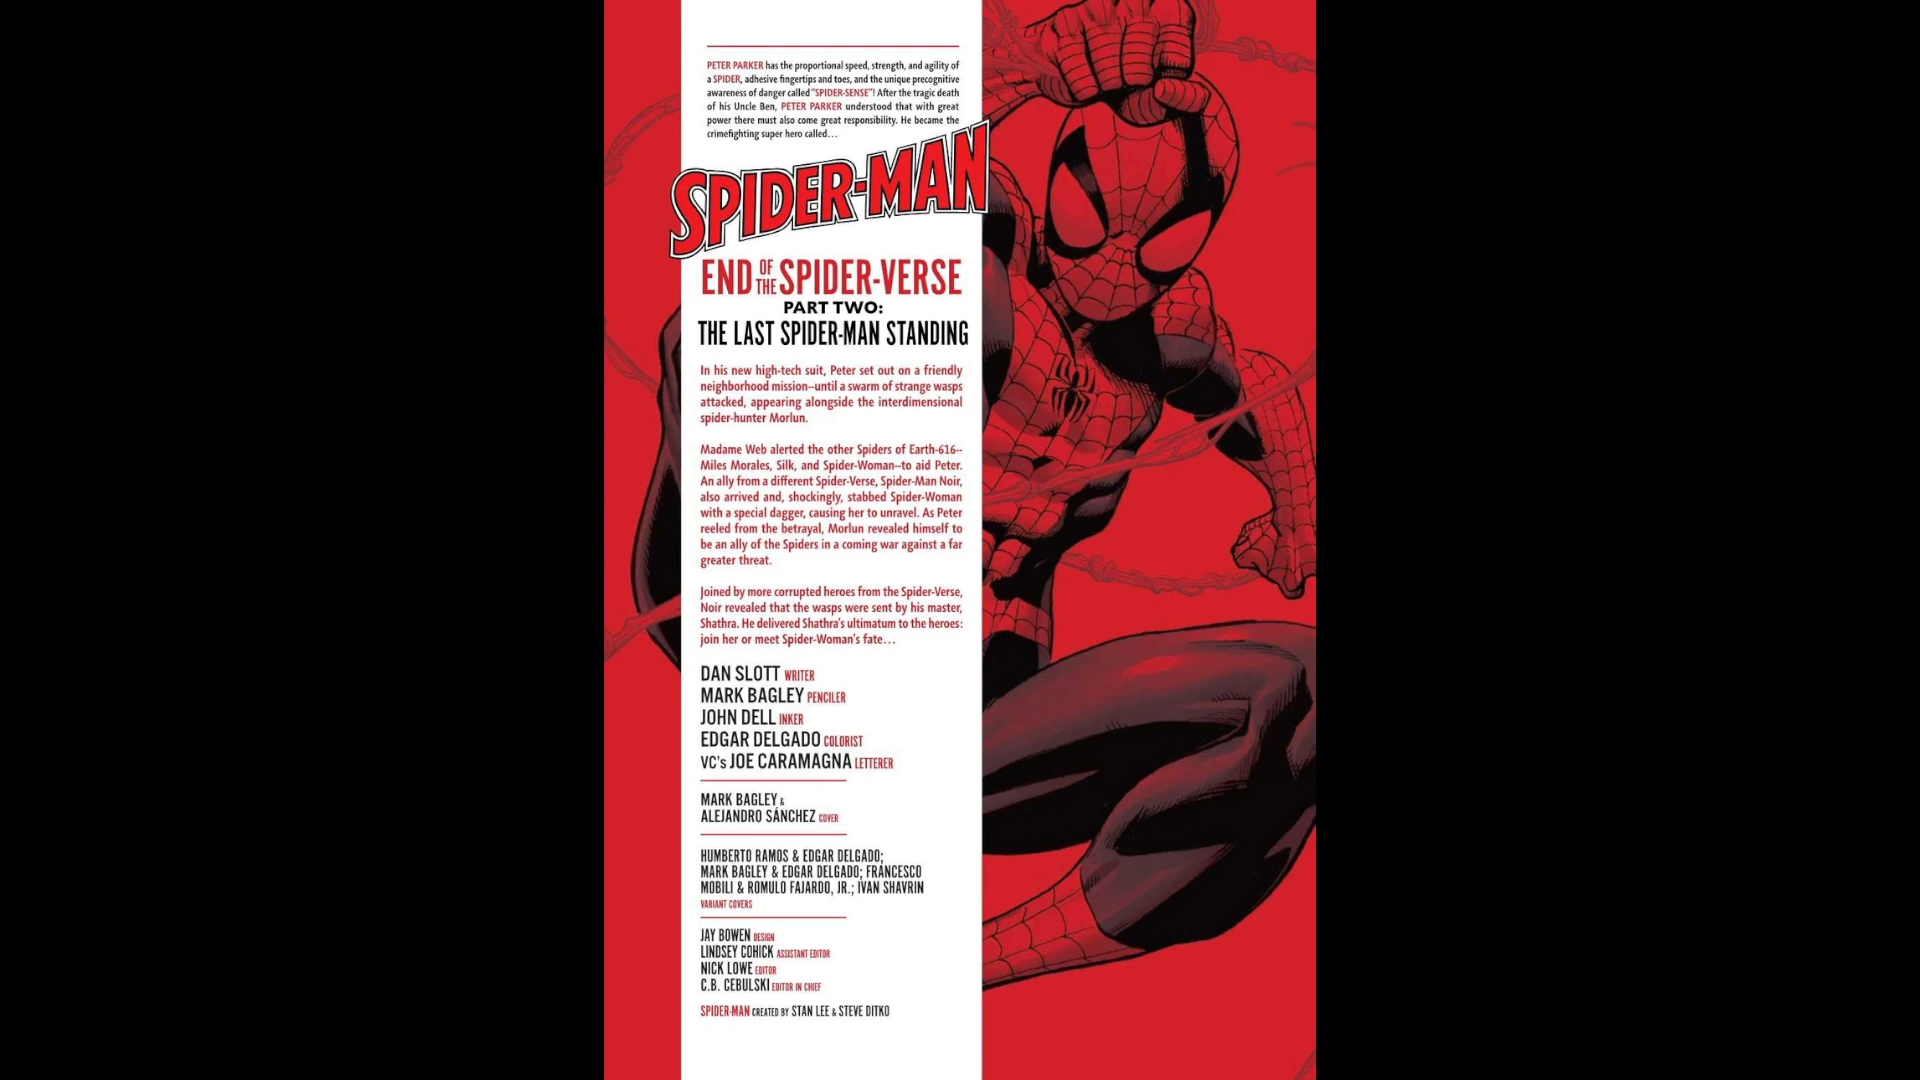 PETER PARKER has the proportional speed, strength, and agility of
a SPIDER, adhesive fingertips and toes, and the unique precognitive
awareness of danger called "SPIDER-SENSE"! After the tragic death
of his Uncle Ben, PETER PARKER understood that with great
power there must also come great responsibility. He became the
crimefighting super hero called...
SPIDER-MAN
END OF THE SPIDER-VERSE
PART TWO:
THE LAST SPIDER-MAN STANDING
In his new high-tech suit, Peter set out on a friendly
neighborhood mission--until a swarm of strange wasps
attacked, appearing alongside the interdimensional
spider-hunter Morlun.
Madame Web alerted the other Spiders of Earth-616--
Miles Morales, Silk, and Spider-Woman--to aid Peter.
An ally from a different Spider-Verse, Spider-Man Noir,
also arrived and, shockingly, stabbed Spider-Woman
with a special dagger, causing her to unravel. As Peter
reeled from the betrayal, Morlun revealed himself to
be an ally of the Spiders in a coming war against a far
greater threat.
Joined by more corrupted heroes from the Spider-Verse,
Noir revealed that the wasps were sent by his master,
Shathra. He delivered Shathra's ultimatum to the heroes:
join her or meet Spider-Woman's fate...
DAN SLOTT WRITER
MARK BAGLEY PENCILER
JOHN DELL INKER
EDGAR DELGADO COLORIST
VC's JOE CARAMAGNA LETTERER
MARK BAGLEY &
ALEJANDRO SÁNCHEZ COVER
HUMBERTO RAMOS & EDGAR DELGADO;
MARK BAGLEY & EDGAR DELGADO; FRANCESCO
MOBILI & ROMULO FAJARDO, JR.; IVAN SHAVRIN
VARIANT COVERS
JAY BOWEN DESIGN
LINDSEY COHICK ASSISTANT EDITOR
NICK LOWE EDITOR
C.B. CEBULSKI EDITOR IN CHIEF
SPIDER-MAN CREATED BY STAN LEE & STEVE DITKO